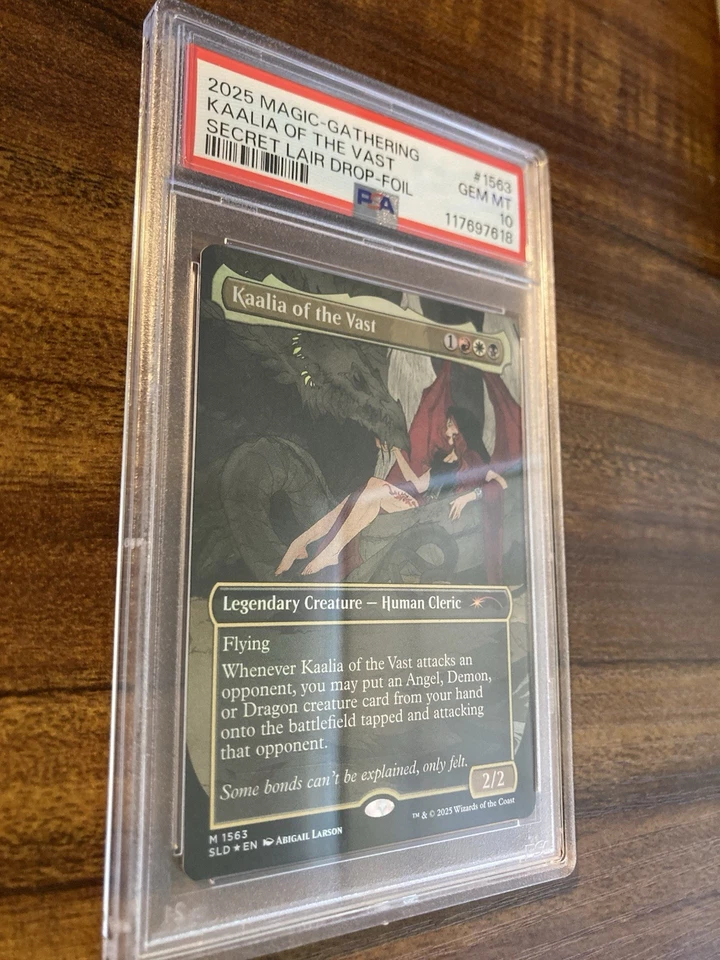 2025 MAGIC-GATHERING
KAALIA OF THE VAST
SECRET LAIR DROP-FOIL
#1563
GEM MT
10
117697618
PSA
Kaalia of the Vast
1
Legendary Creature — Human Cleric
Flying
Whenever Kaalia of the Vast attacks an
opponent, you may put an Angel, Demon,
or Dragon creature card from your hand
onto the battlefield tapped and attacking
that opponent.
Some bonds can't be explained, only felt.
2/2
M 1563
SLD ★ EN Abigail Larson
™ & © 2025 Wizards of the Coast